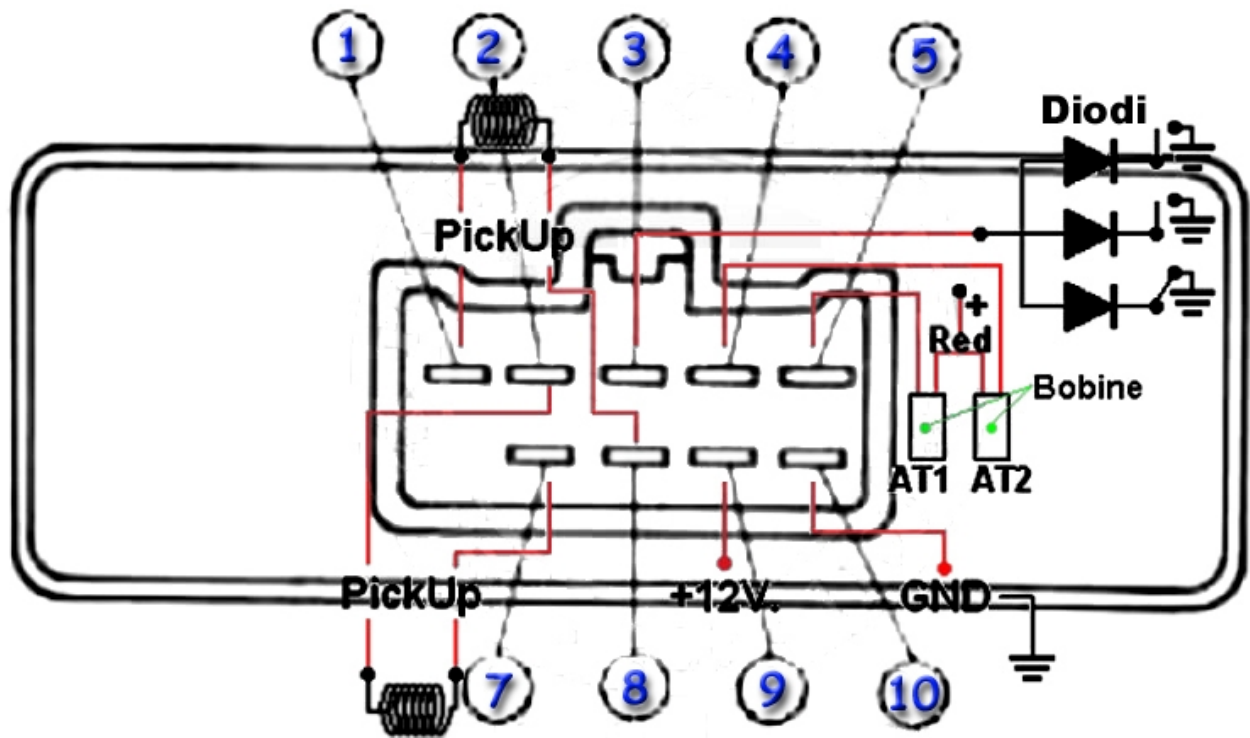 1 2 3 4 5
Diodi
PickUp
+
Red
Bobine
AT1 AT2
PickUp +12V. GND
7 8 9 10